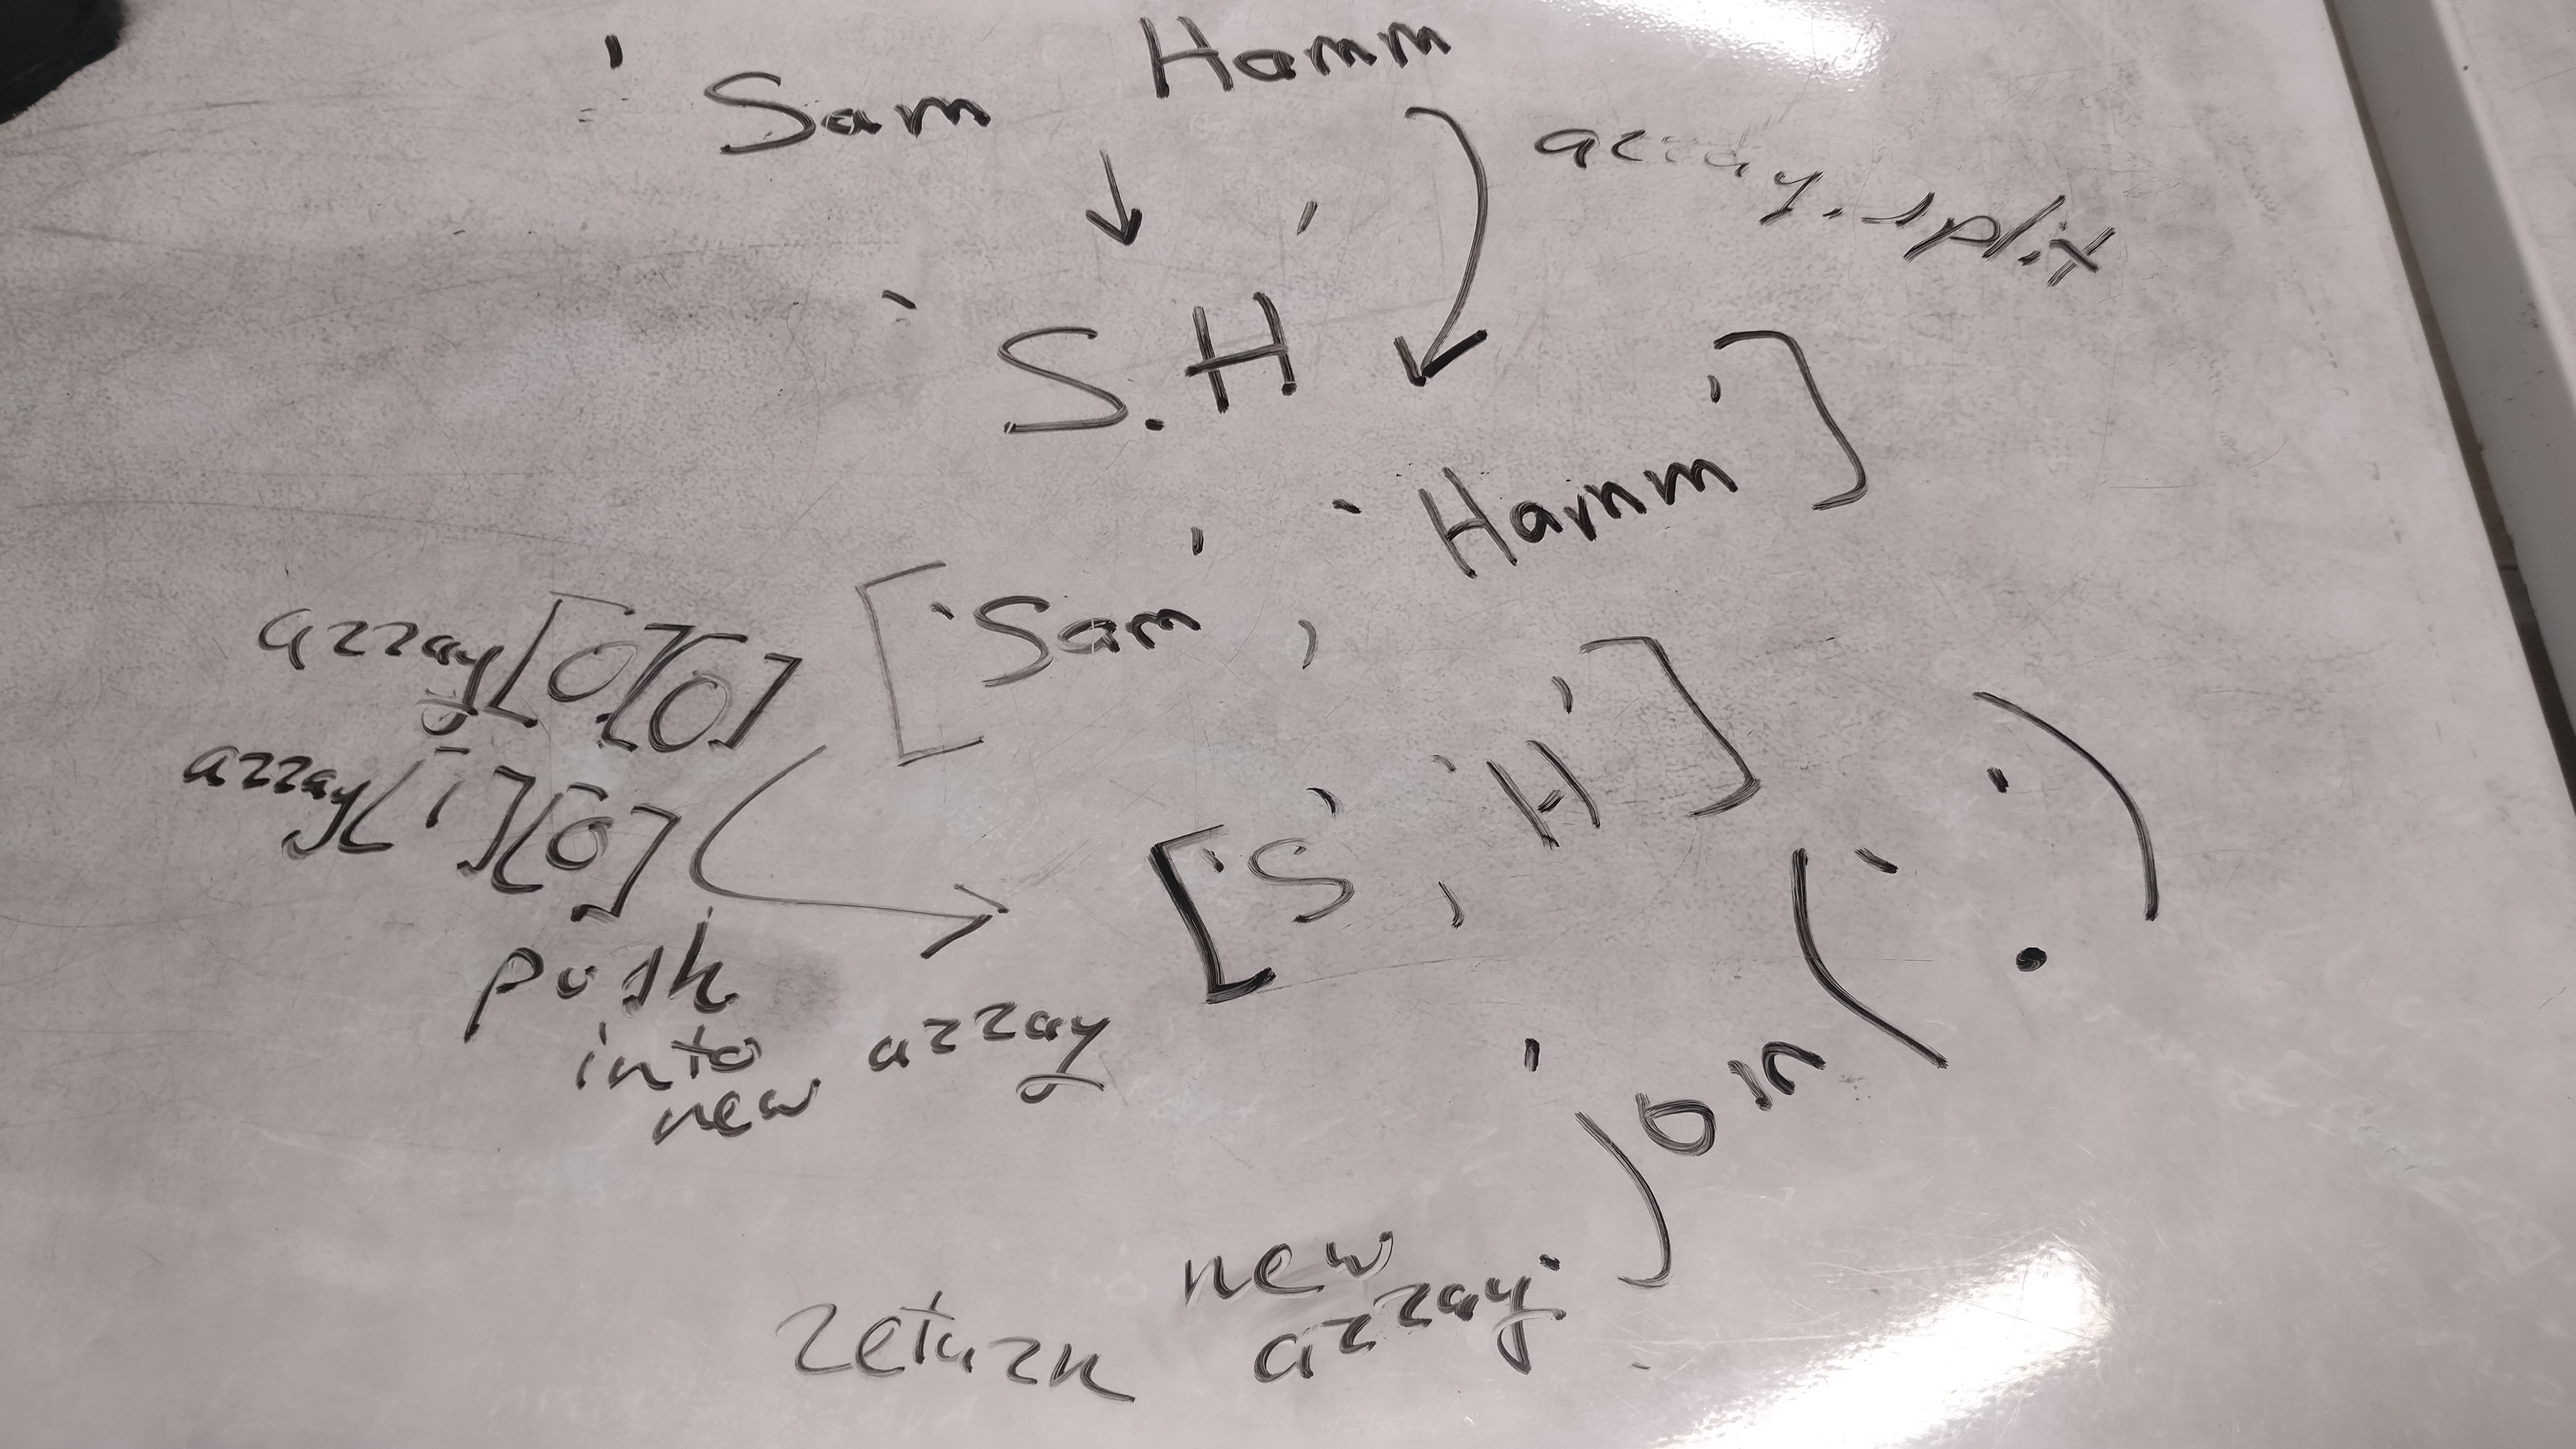 ' Sam Hamm
array.split
'S.H'
['Sam', 'Hamm']
array[0][0]
array[1][0]
['S', 'H']
push
into
new array
return new array.join('.')